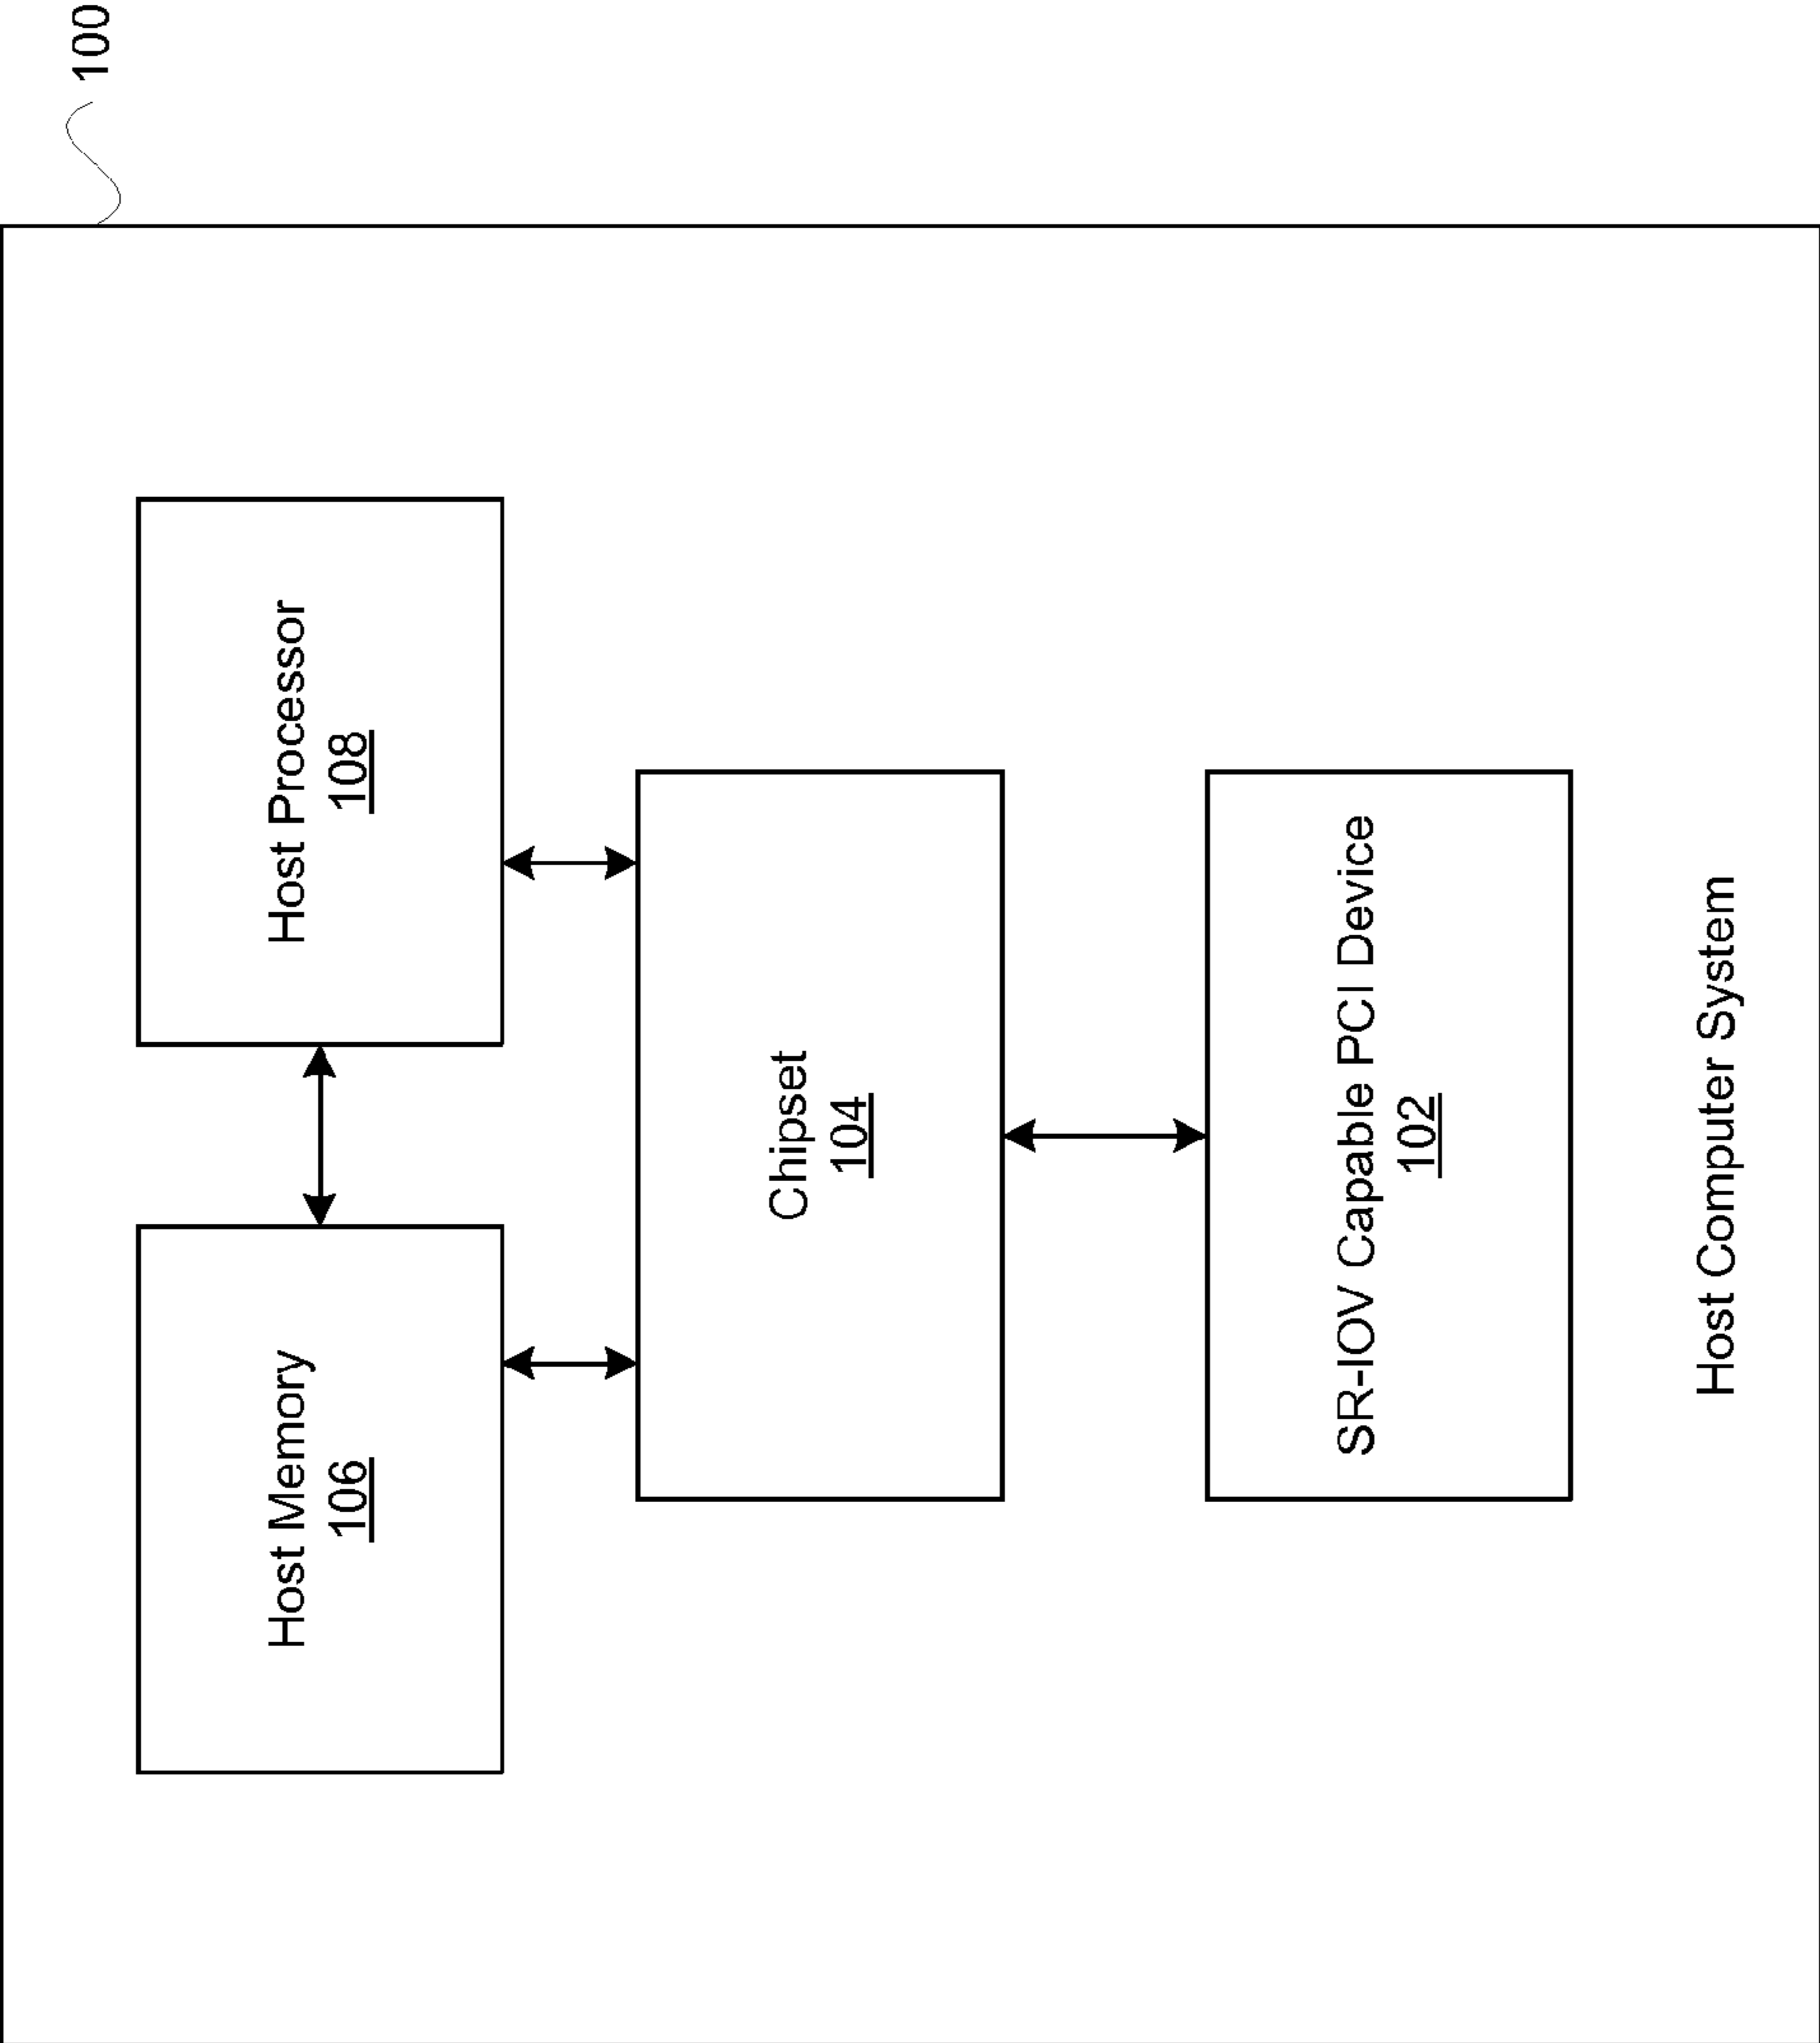 100
Host Memory
106
Host Processor
108
Chipset
104
SR-IOV Capable PCI Device
102
Host Computer System